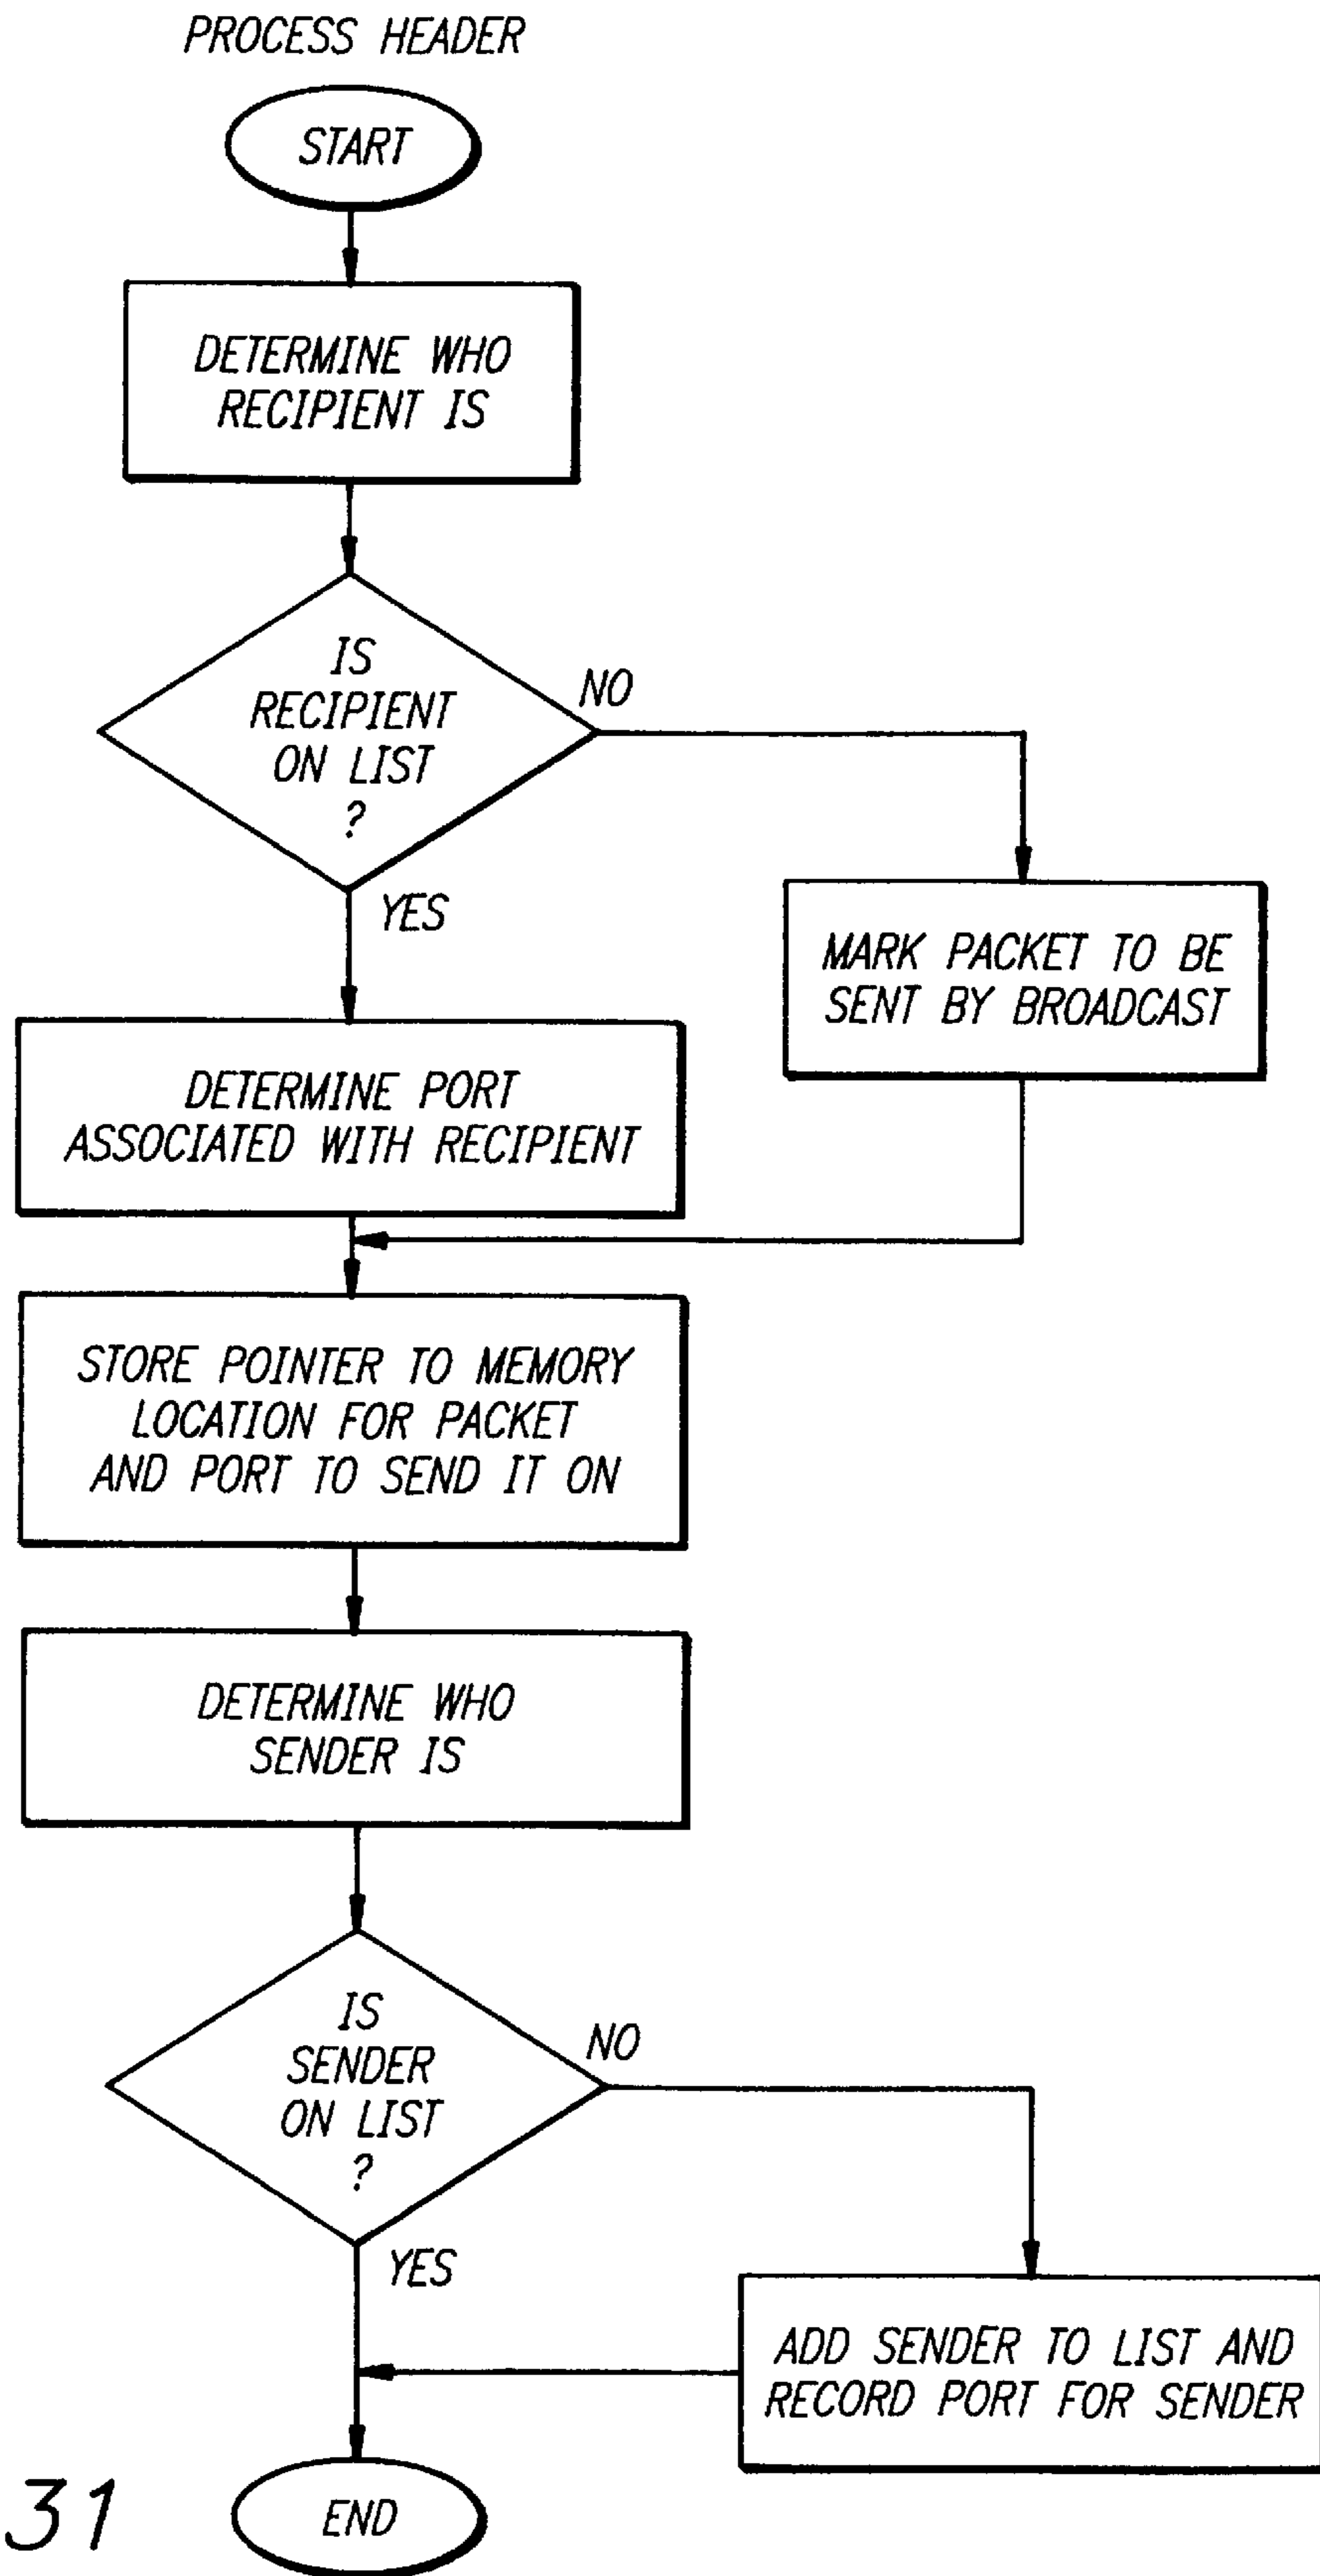 PROCESS HEADER
START
DETERMINE WHO
RECIPIENT IS
IS
RECIPIENT
ON LIST
?
NO
YES
MARK PACKET TO BE
SENT BY BROADCAST
DETERMINE PORT
ASSOCIATED WITH RECIPIENT
STORE POINTER TO MEMORY
LOCATION FOR PACKET
AND PORT TO SEND IT ON
DETERMINE WHO
SENDER IS
IS
SENDER
ON LIST
?
NO
YES
ADD SENDER TO LIST AND
RECORD PORT FOR SENDER
END
31